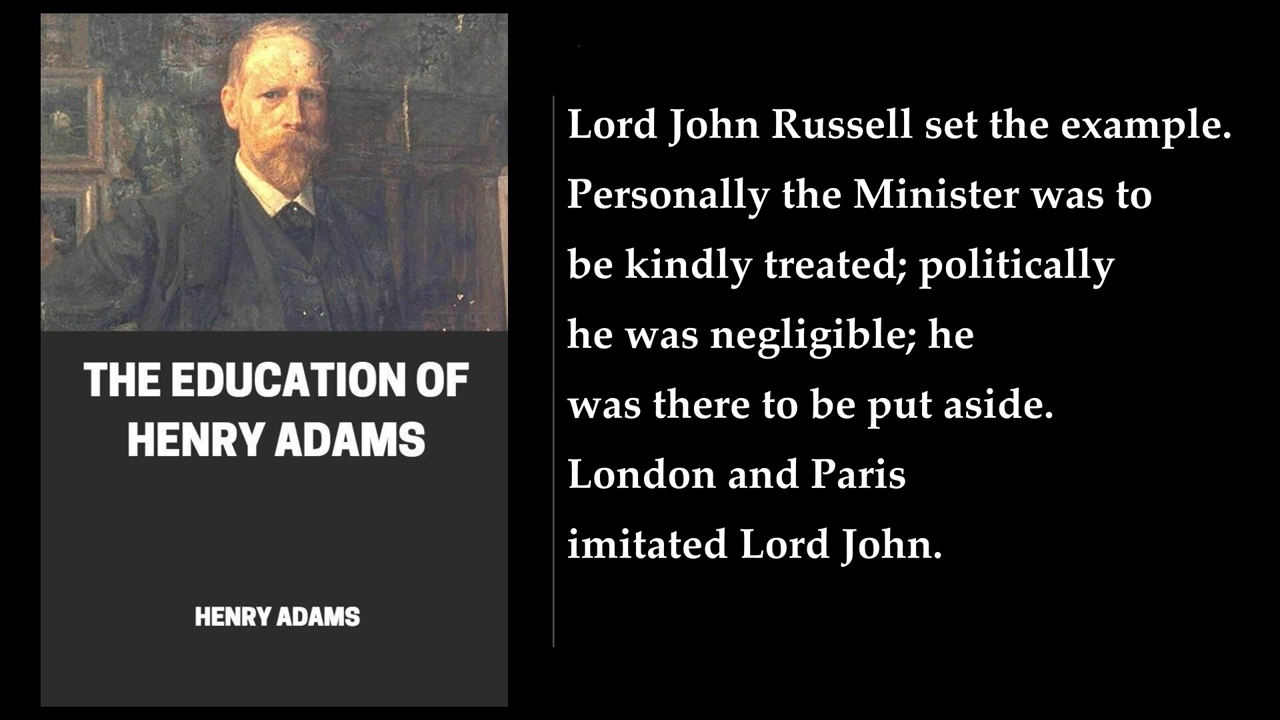 THE EDUCATION OF
HENRY ADAMS
HENRY ADAMS
Lord John Russell set the example.
Personally the Minister was to
be kindly treated; politically
he was negligible; he
was there to be put aside.
London and Paris
imitated Lord John.